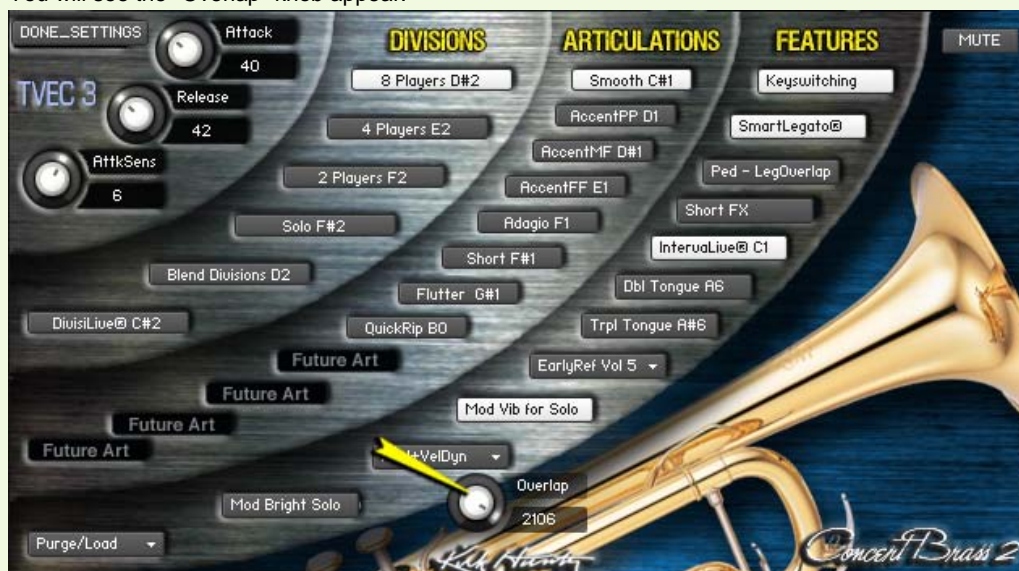 You will see the "Overlap" knob appear.
DONE_SETTINGS
Attack
40
DIVISIONS
ARTICULATIONS
FEATURES
MUTE
TVEC 3
Release
42
AttkSens
6
8 Players D#2
4 Players E2
2 Players F2
Solo F#2
Blend Divisions D2
DivisiLive® C#2
Smooth C#1
AccentPP D1
AccentMF D#1
AccentFF E1
Adagio F1
Short F#1
Flutter G#1
QuickRip B0
Future Art
Future Art
Future Art
Future Art
Keyswitching
SmartLegato®
Ped - LegOverlap
Short FX
IntervaLive® C1
Dbl Tongue A6
Trpl Tongue A#6
EarlyRef Vol 5
Mod Vib for Solo
+VelDyn
Mod Bright Solo
Overlap
2106
Purge/Load
Kirk Hunter
Concert Brass 2